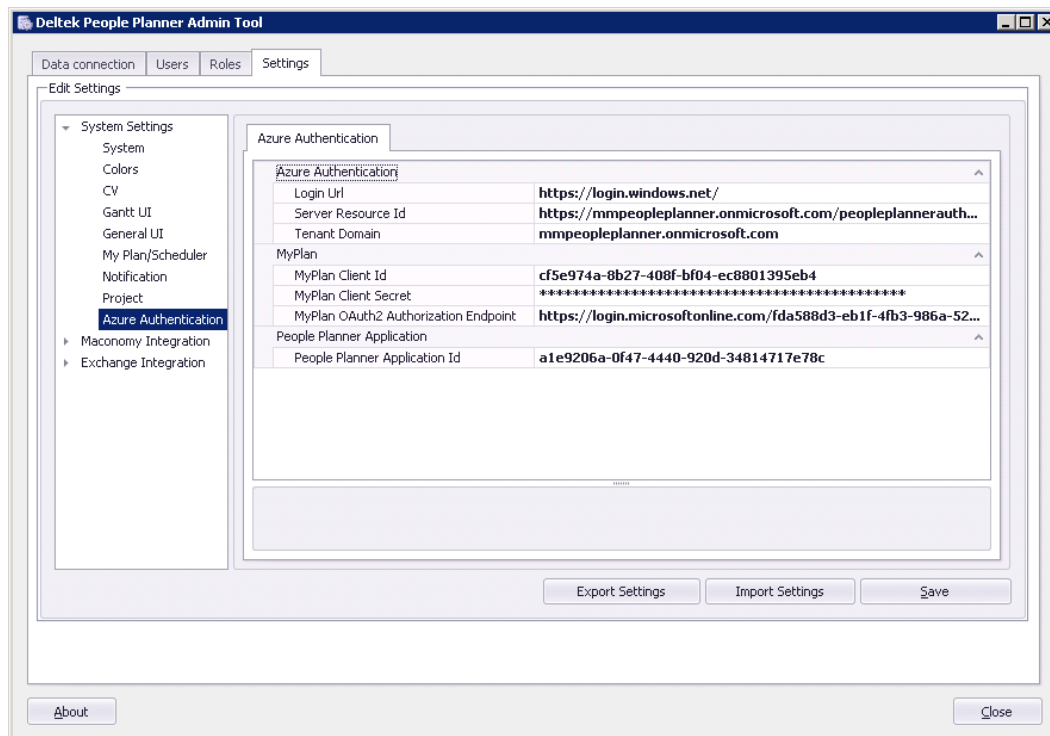 Deltek People Planner Admin Tool
Data connection Users Roles Settings
Edit Settings
System Settings
System
Colors
CV
Gantt UI
General UI
My Plan/Scheduler
Notification
Project
Azure Authentication
Maconomy Integration
Exchange Integration
Azure Authentication
Azure Authentication
Login Url https://login.windows.net/
Server Resource Id https://mmpeopleplanner.onmicrosoft.com/peopleplannerauth...
Tenant Domain mmpeopleplanner.onmicrosoft.com
MyPlan
MyPlan Client Id cf5e974a-8b27-408f-bf04-ec8801395eb4
MyPlan Client Secret ********************************************
MyPlan OAuth2 Authorization Endpoint https://login.microsoftonline.com/fda588d3-eb1f-4fb3-986a-52...
People Planner Application
People Planner Application Id a1e9206a-0f47-4440-920d-34814717e78c
Export Settings Import Settings Save
About Close